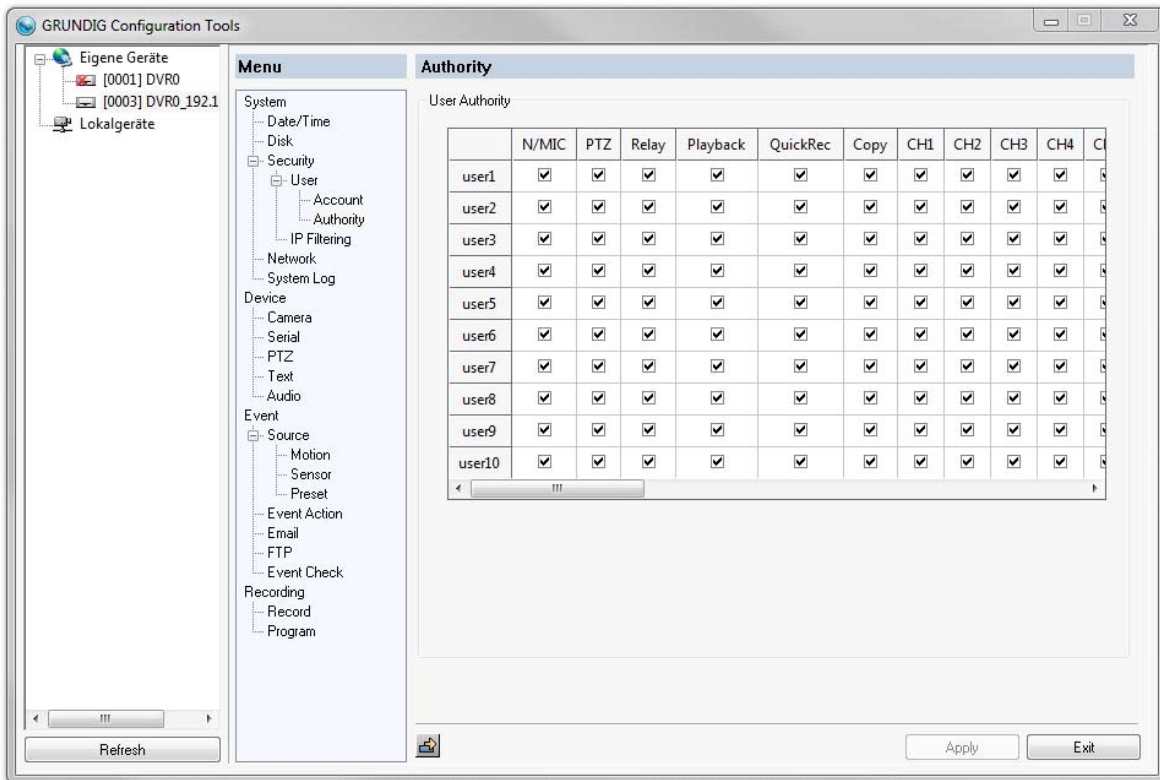 GRUNDIG Configuration Tools
Eigene Geräte
[0001] DVR0
[0003] DVR0_192.1
Lokalgeräte
Refresh
Menu
System
Date/Time
Disk
Security
User
Account
Authority
IP Filtering
Network
System Log
Device
Camera
Serial
PTZ
Text
Audio
Event
Source
Motion
Sensor
Preset
Event Action
Email
FTP
Event Check
Recording
Record
Program
Authority
User Authority
N/MIC PTZ Relay Playback QuickRec Copy CH1 CH2 CH3 CH4
user1
user2
user3
user4
user5
user6
user7
user8
user9
user10
Apply
Exit